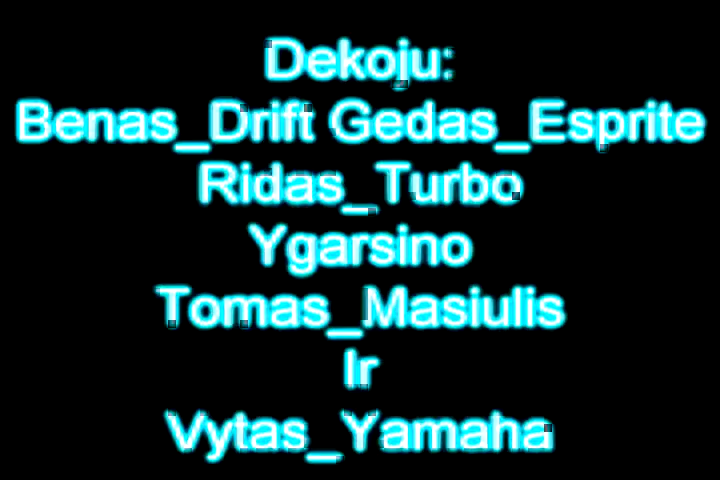 Dekoju:
Benas_Drift Gedas_Esprite
Ridas_Turbo
Ygarsino
Tomas_Masiulis
Ir
Vytas_Yamaha